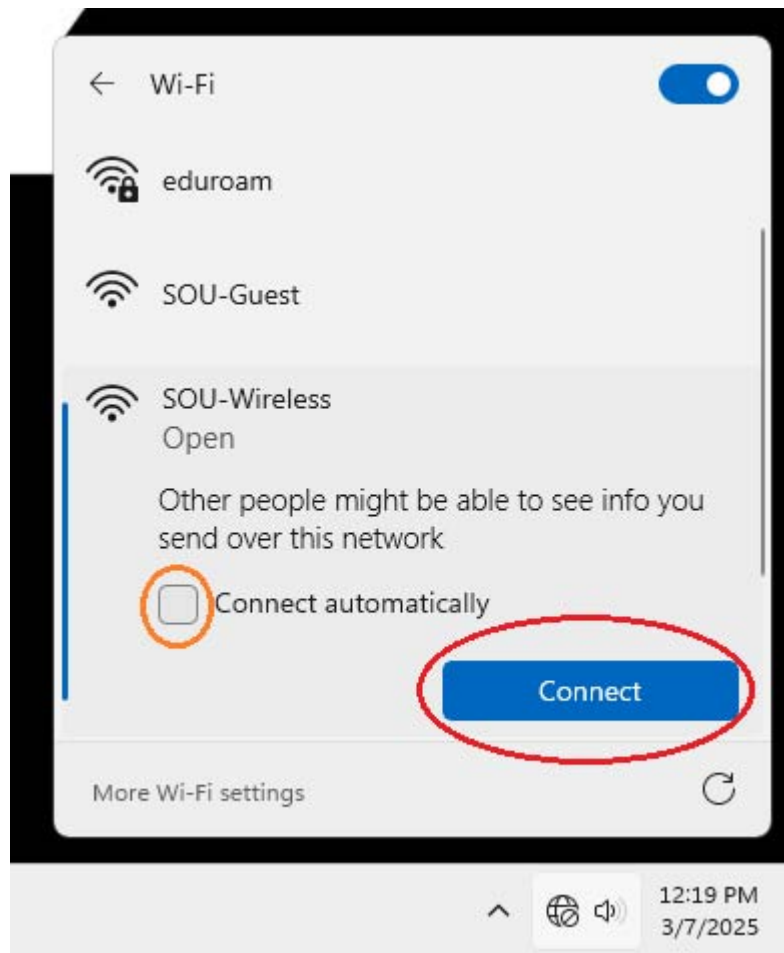 Wi-Fi
eduroam
SOU-Guest
SOU-Wireless
Open
Other people might be able to see info you
send over this network
Connect automatically
Connect
More Wi-Fi settings
12:19 PM
3/7/2025